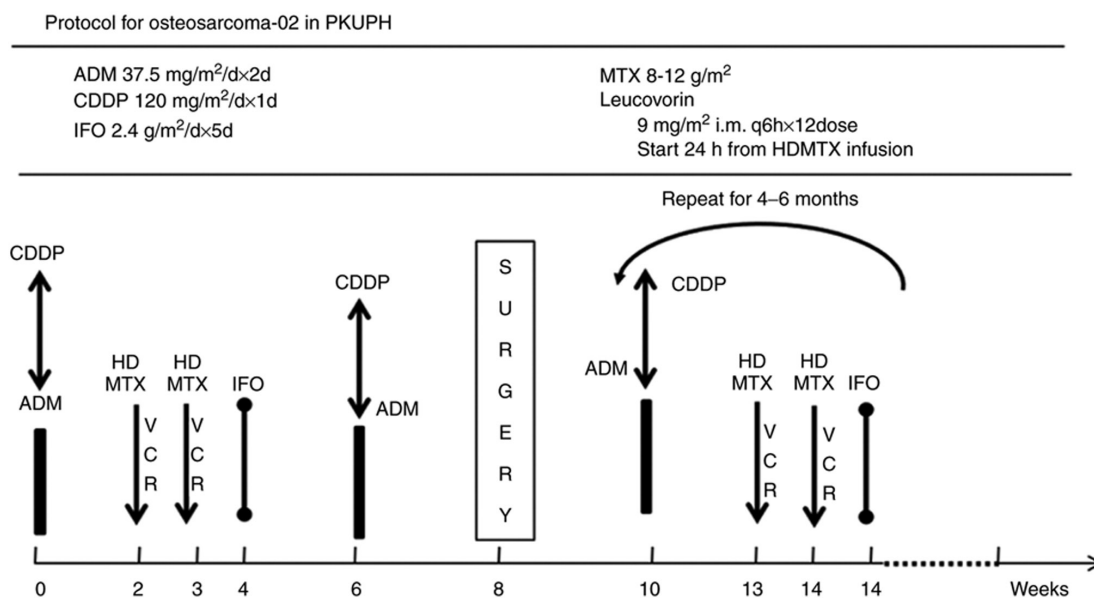 Protocol for osteosarcoma-02 in PKUPH
ADM 37.5 mg/m²/d×2d
CDDP 120 mg/m²/d×1d
IFO 2.4 g/m²/d×5d
MTX 8-12 g/m²
Leucovorin
9 mg/m² i.m. q6h×12dose
Start 24 h from HDMTX infusion
Repeat for 4–6 months
CDDP
ADM
HD
MTX
V
C
R
HD
MTX
V
C
R
IFO
CDDP
ADM
S
U
R
G
E
R
Y
CDDP
ADM
HD
MTX
V
C
R
HD
MTX
V
C
R
IFO
0 2 3 4 6 8 10 13 14 14 Weeks